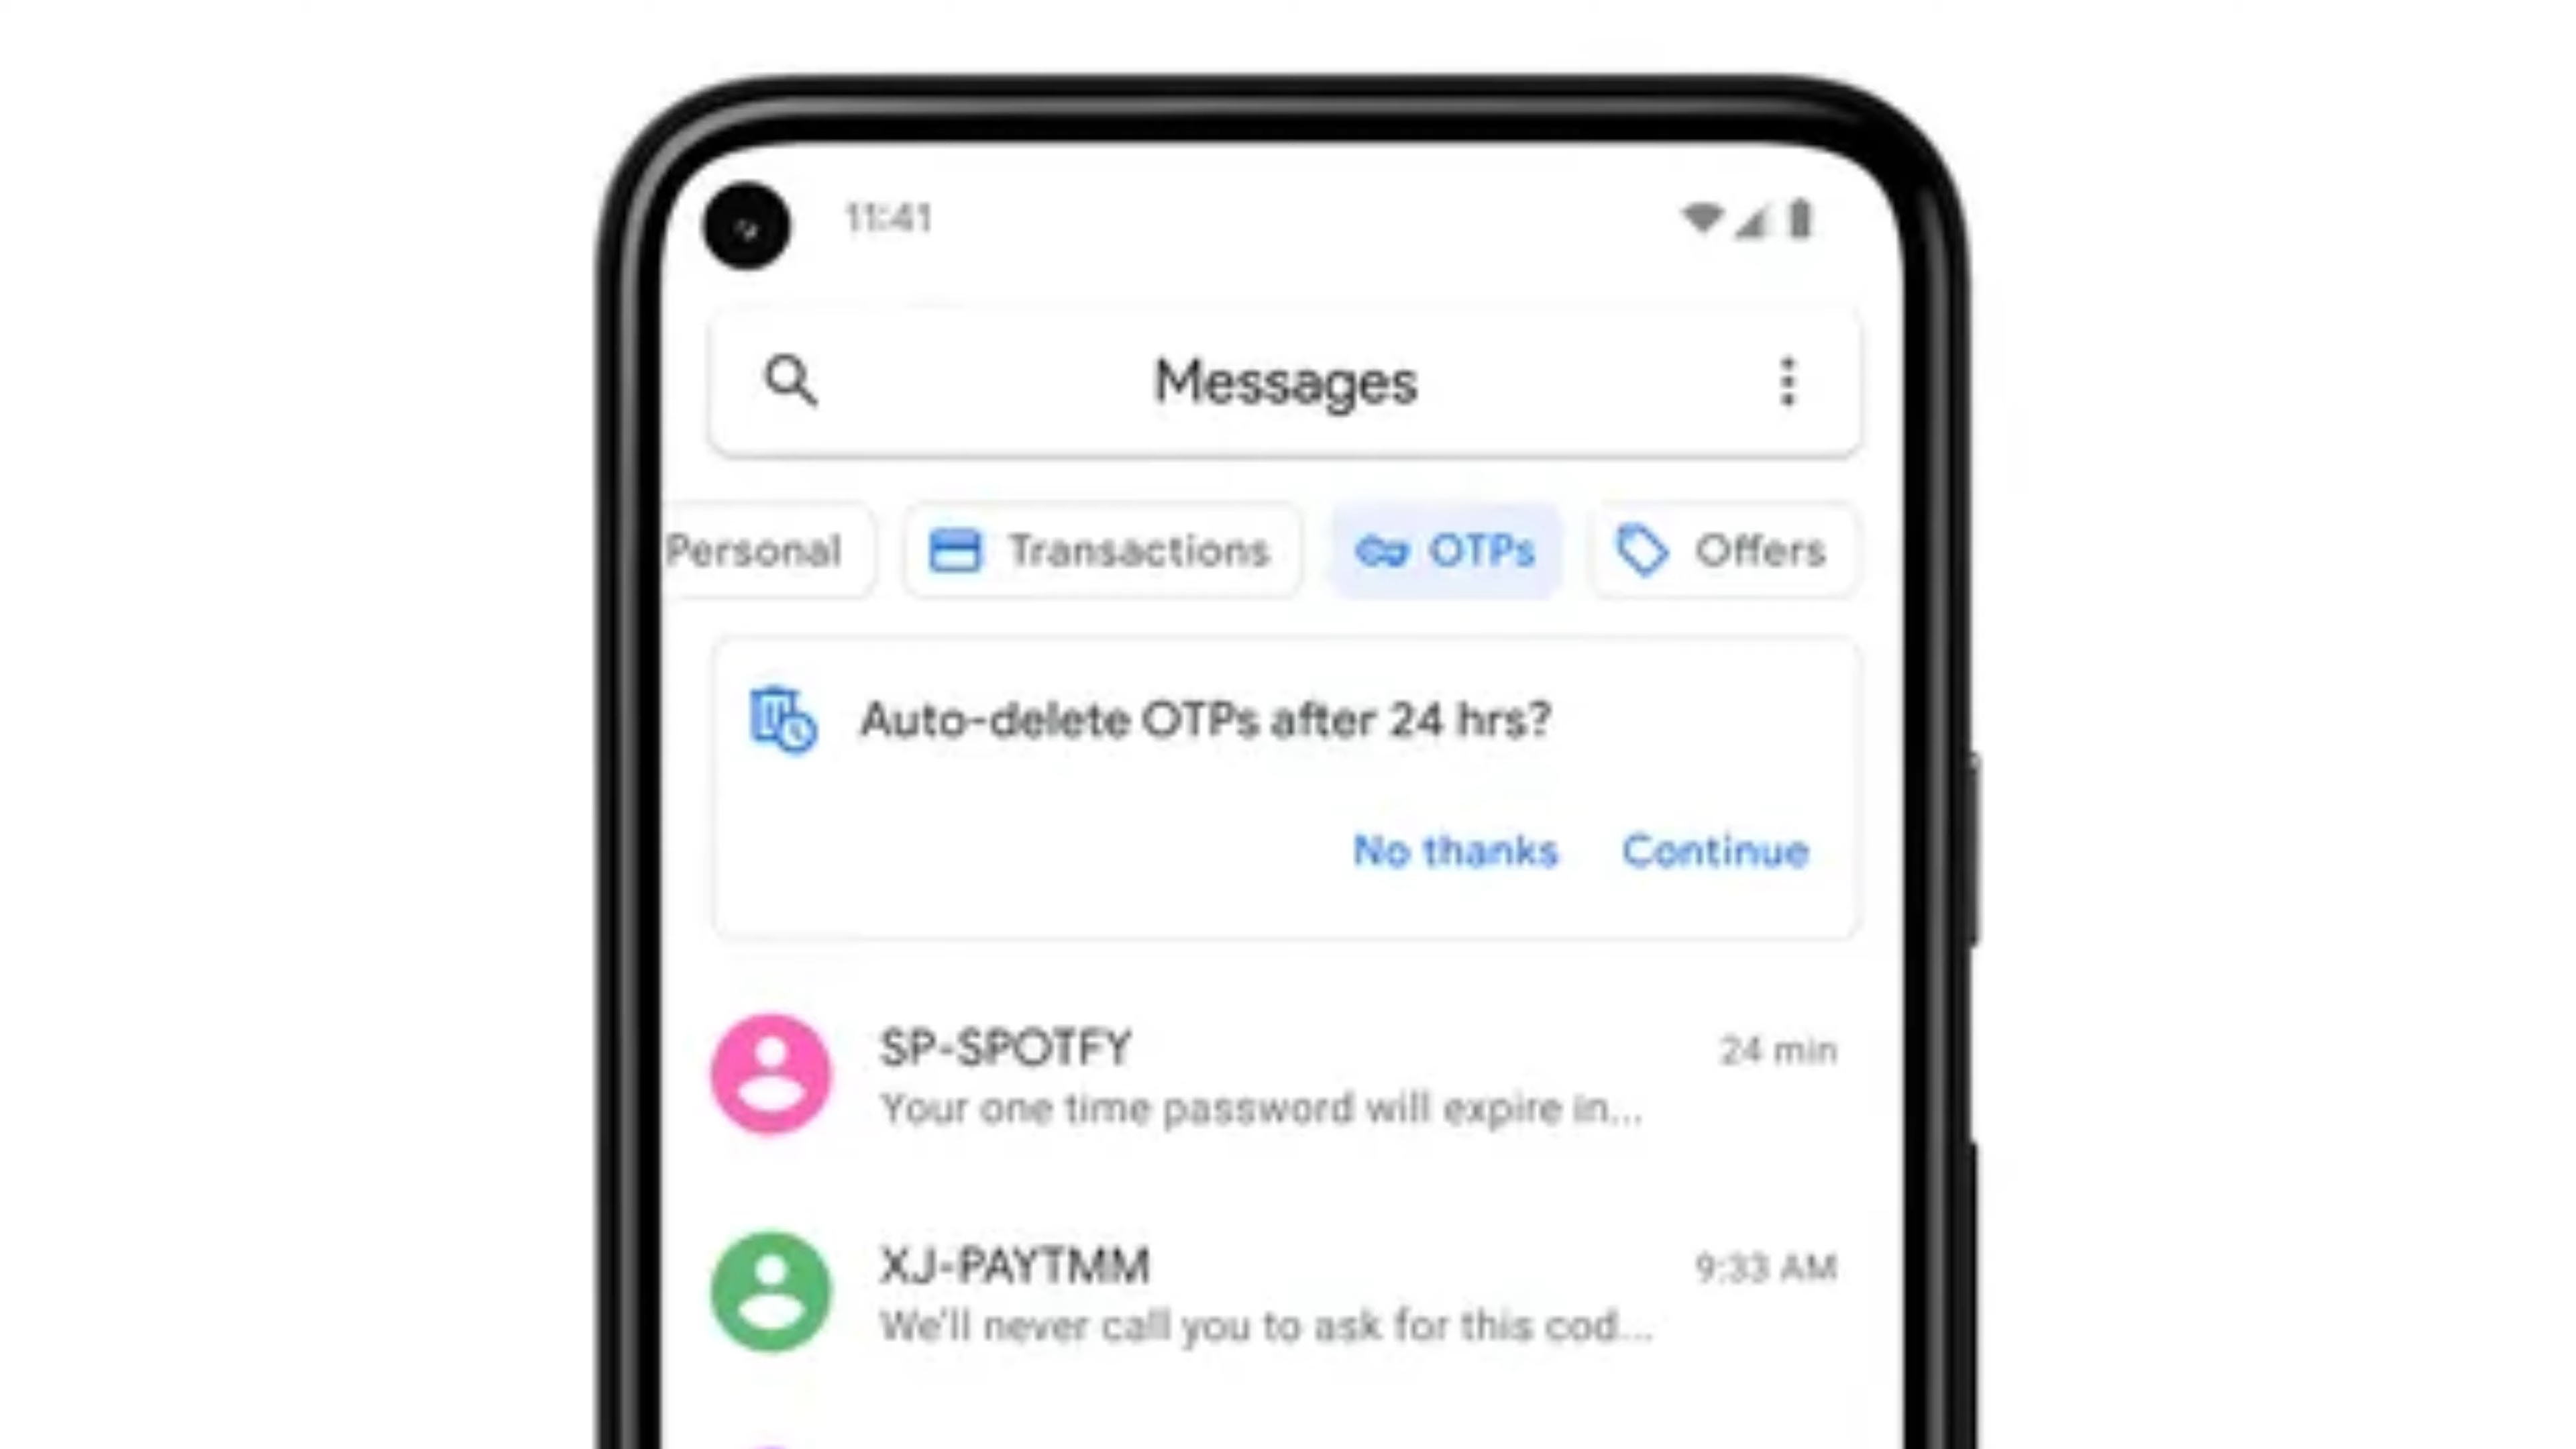 11:41
Messages
Personal Transactions OTPs Offers
Auto-delete OTPs after 24 hrs?
No thanks Continue
SP-SPOTFY 24 min
Your one time password will expire in...
XJ-PAYTMM 9:33 AM
We'll never call you to ask for this cod...